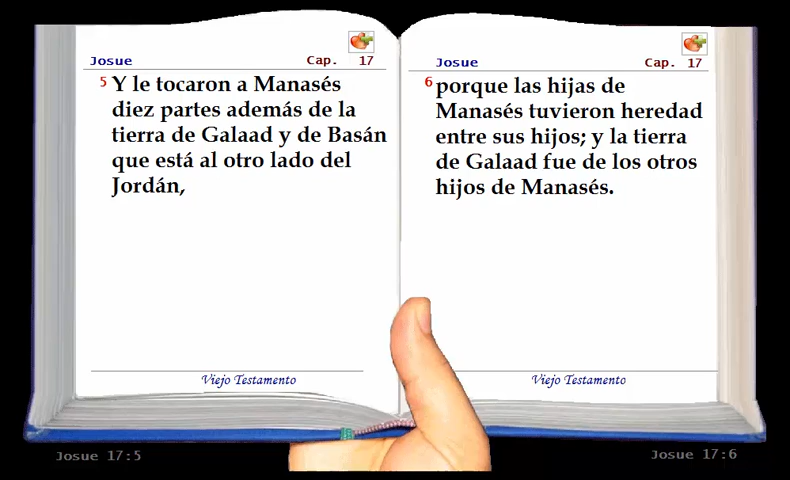 Josue Cap. 17
5 Y le tocaron a Manasés
diez partes además de la
tierra de Galaad y de Basán
que está al otro lado del
Jordán,
Viejo Testamento
Josue 17:5
Josue Cap. 17
6 porque las hijas de
Manasés tuvieron heredad
entre sus hijos; y la tierra
de Galaad fue de los otros
hijos de Manasés.
Viejo Testamento
Josue 17:6